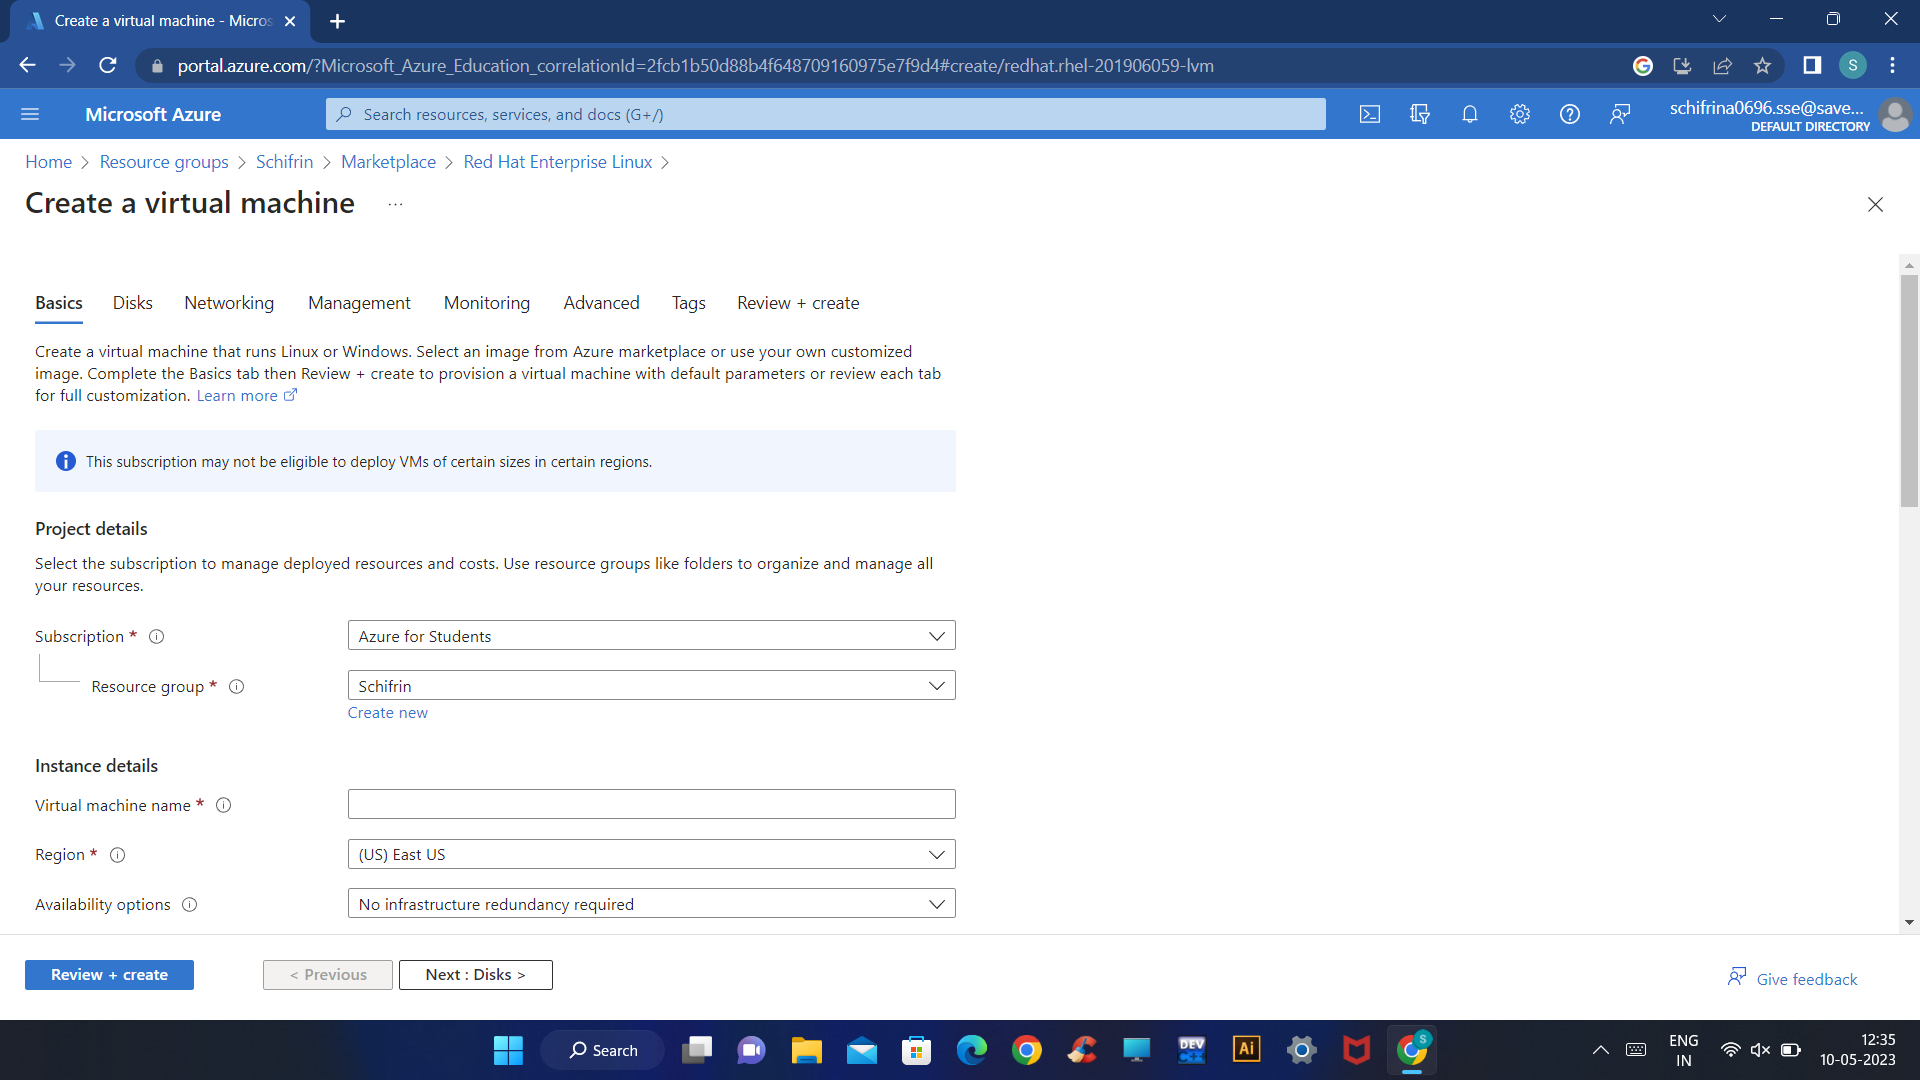 Create a virtual machine - Micros
portal.azure.com/?Microsoft_Azure_Education_correlationId=2fcb1b50d88b4f648709160975e7f9d4#create/redhat.rhel-201906059-lvm
S
Microsoft Azure
Search resources, services, and docs (G+/)
schifrina0696.sse@save...
DEFAULT DIRECTORY
Home > Resource groups > Schifrin > Marketplace > Red Hat Enterprise Linux >
Create a virtual machine ...
Basics Disks Networking Management Monitoring Advanced Tags Review + create
Create a virtual machine that runs Linux or Windows. Select an image from Azure marketplace or use your own customized
image. Complete the Basics tab then Review + create to provision a virtual machine with default parameters or review each tab
for full customization. Learn more
This subscription may not be eligible to deploy VMs of certain sizes in certain regions.
Project details
Select the subscription to manage deployed resources and costs. Use resource groups like folders to organize and manage all
your resources.
Subscription * Azure for Students
Resource group * Schifrin
Create new
Instance details
Virtual machine name *
Region * (US) East US
Availability options No infrastructure redundancy required
Review + create < Previous Next : Disks >
Give feedback
Search
DEV
C++
Ai
S
ENG
IN
12:35
10-05-2023